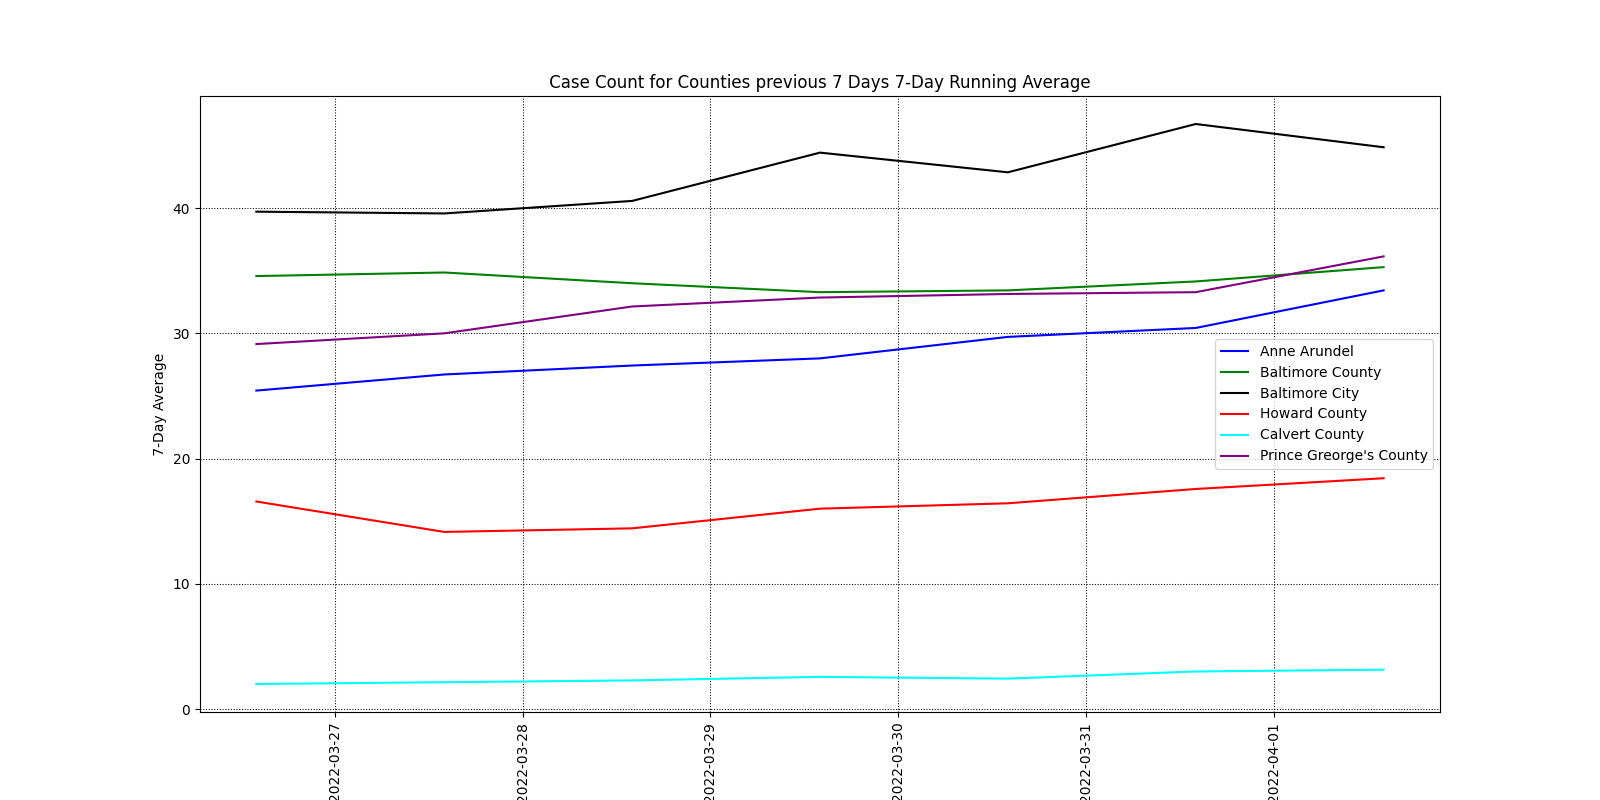 Case Count for Counties previous 7 Days 7-Day Running Average
7-Day Average
40
30
20
10
0
Anne Arundel
Baltimore County
Baltimore City
Howard County
Calvert County
Prince Greorge's County
2022-03-27
2022-03-28
2022-03-29
2022-03-30
2022-03-31
2022-04-01